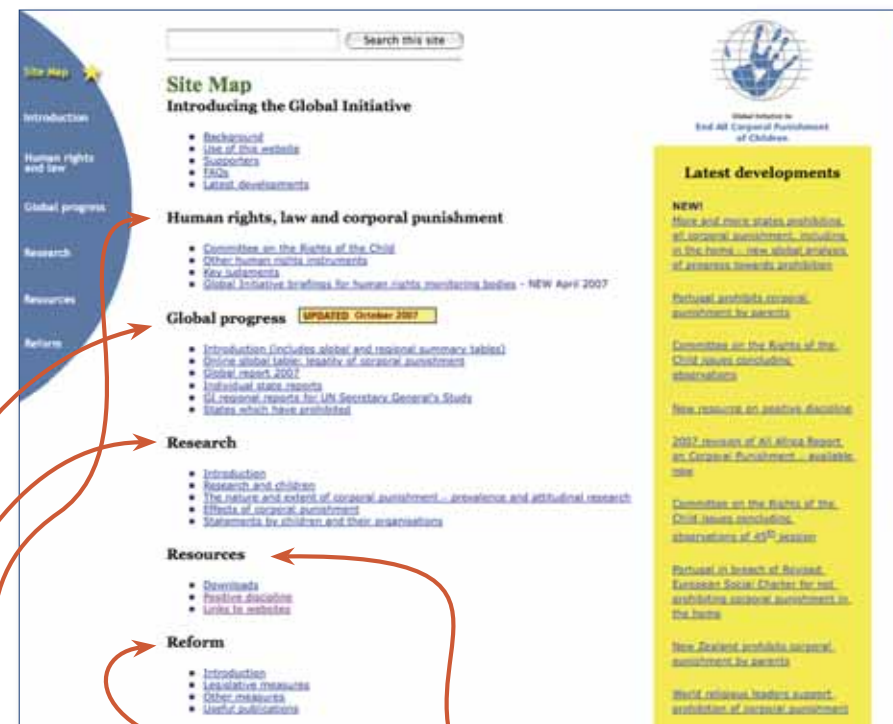 Site Map
Introduction
Human rights
and law
Global progress
Research
Resources
Reform
Search this site
Site Map
Introducing the Global Initiative
Background
Use of this website
Supporters
FAQs
Latest developments
Human rights, law and corporal punishment
Committee on the Rights of the Child
Other human rights instruments
Key judgments
Global Initiative briefings for human rights monitoring bodies - NEW April 2007
Global progress UPDATED October 2007
Introduction (includes global and regional summary tables)
Online global table: legality of corporal punishment
Global report 2007
Individual state reports
GI regional reports for UN Secretary General's Study
States which have prohibited
Research
Introduction
Research and children
The nature and extent of corporal punishment - prevalence and attitudinal research
Effects of corporal punishment
Statements by children and their organisations
Resources
Downloads
Positive discipline
Links to websites
Reform
Introduction
Legislative measures
Other measures
Useful publications
Global Initiative to
End All Corporal Punishment
of Children
Latest developments
NEW!
More and more states prohibiting
all corporal punishment, including
in the home - new global analysis
of progress towards prohibition
Portugal prohibits corporal
punishment by parents
Committee on the Rights of the
Child issues concluding
observations
New resource on positive discipline
2007 revision of All Africa Report
on Corporal Punishment - available
now
Committee on the Rights of the
Child issues concluding
observations of 45th session
Portugal in breach of Revised
European Social Charter for not
prohibiting corporal punishment in
the home
New Zealand prohibits corporal
punishment by parents
World religious leaders support
prohibition of corporal punishment